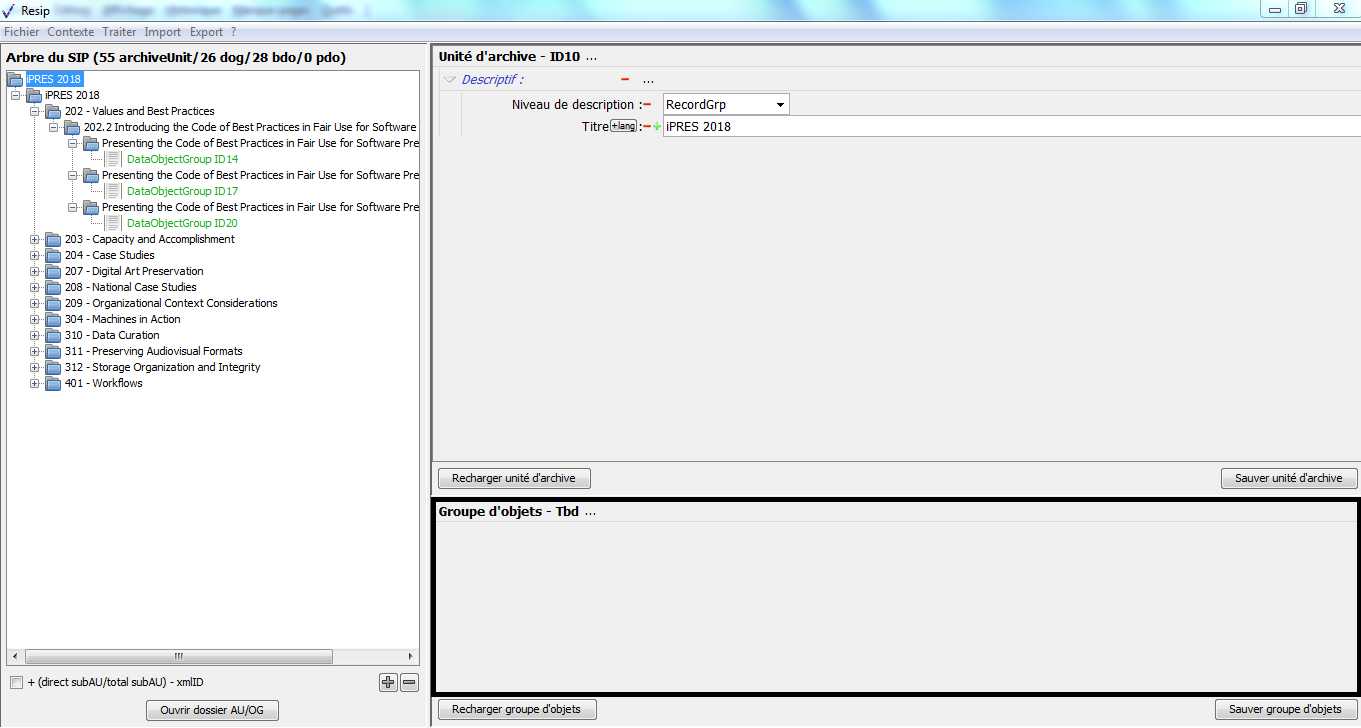 Resip
Fichier Contexte Traiter Import Export ?
Arbre du SIP (55 archiveUnit/26 dog/28 bdo/0 pdo)
iPRES 2018
iPRES 2018
202 - Values and Best Practices
202.2 Introducing the Code of Best Practices in Fair Use for Software
Presenting the Code of Best Practices in Fair Use for Software Pre
DataObjectGroup ID14
Presenting the Code of Best Practices in Fair Use for Software Pre
DataObjectGroup ID17
Presenting the Code of Best Practices in Fair Use for Software Pre
DataObjectGroup ID20
203 - Capacity and Accomplishment
204 - Case Studies
207 - Digital Art Preservation
208 - National Case Studies
209 - Organizational Context Considerations
304 - Machines in Action
310 - Data Curation
311 - Preserving Audiovisual Formats
312 - Storage Organization and Integrity
401 - Workflows
+ (direct subAU/total subAU) - xmlID
Ouvrir dossier AU/OG
Unité d'archive - ID10 ...
Descriptif : ...
Niveau de description : RecordGrp
Titre +lang : iPRES 2018
Recharger unité d'archive
Sauver unité d'archive
Groupe d'objets - Tbd ...
Recharger groupe d'objets
Sauver groupe d'objets